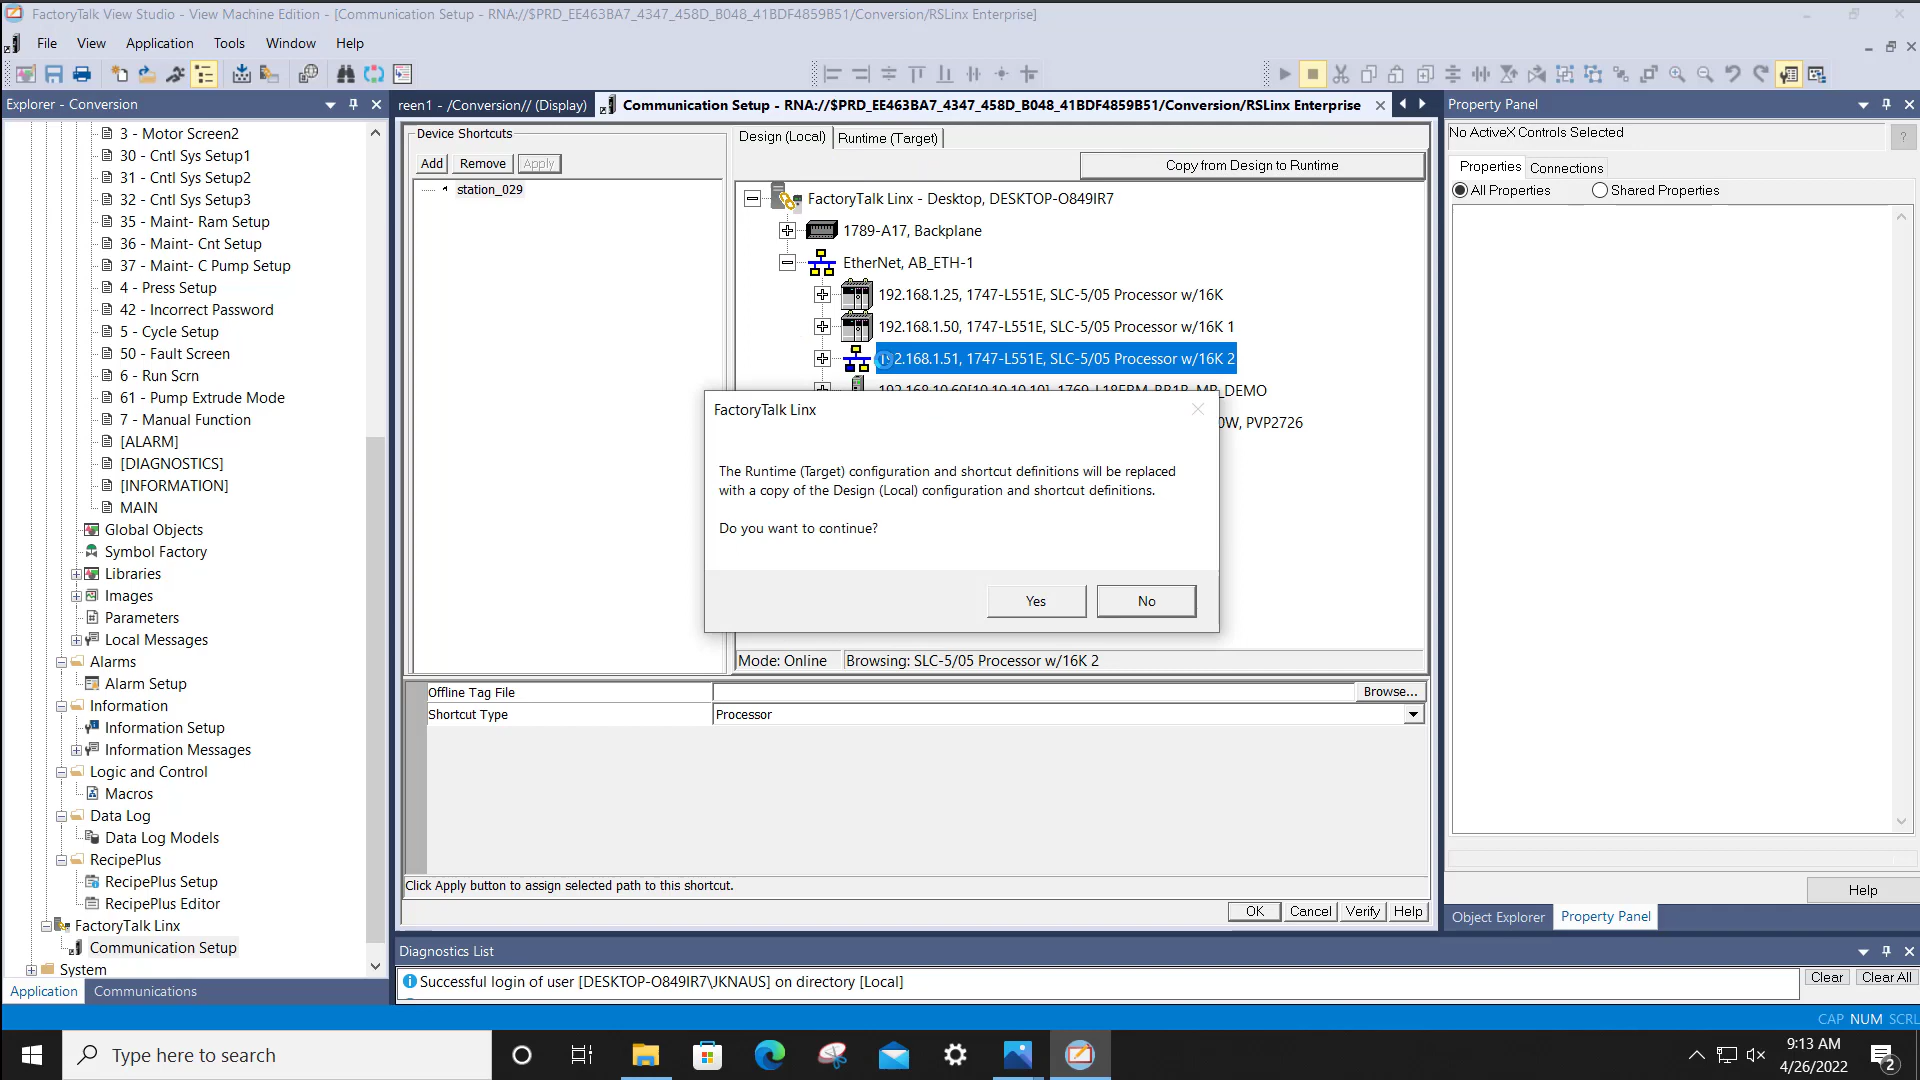 FactoryTalk View Studio - View Machine Edition - [Communication Setup - RNA://$PRD_EE463BA7_4347_458D_B048_41BDF4859B51/Conversion/RSLinx Enterprise]
File View Application Tools Window Help
Explorer - Conversion
3 - Motor Screen2
30 - Cntl Sys Setup1
31 - Cntl Sys Setup2
32 - Cntl Sys Setup3
35 - Maint- Ram Setup
36 - Maint- Cnt Setup
37 - Maint- C Pump Setup
4 - Press Setup
42 - Incorrect Password
5 - Cycle Setup
50 - Fault Screen
6 - Run Scrn
61 - Pump Extrude Mode
7 - Manual Function
[ALARM]
[DIAGNOSTICS]
[INFORMATION]
MAIN
Global Objects
Symbol Factory
Libraries
Images
Parameters
Local Messages
Alarms
Alarm Setup
Information
Information Setup
Information Messages
Logic and Control
Macros
Data Log
Data Log Models
RecipePlus
RecipePlus Setup
RecipePlus Editor
FactoryTalk Linx
Communication Setup
System
Application Communications
reen1 - /Conversion// (Display)
Communication Setup - RNA://$PRD_EE463BA7_4347_458D_B048_41BDF4859B51/Conversion/RSLinx Enterprise
Device Shortcuts
Add Remove Apply
station_029
Design (Local) Runtime (Target)
Copy from Design to Runtime
FactoryTalk Linx - Desktop, DESKTOP-O849IR7
1789-A17, Backplane
EtherNet, AB_ETH-1
192.168.1.25, 1747-L551E, SLC-5/05 Processor w/16K
192.168.1.50, 1747-L551E, SLC-5/05 Processor w/16K 1
2.168.1.51, 1747-L551E, SLC-5/05 Processor w/16K 2
_DEMO
0W, PVP2726
FactoryTalk Linx
The Runtime (Target) configuration and shortcut definitions will be replaced
with a copy of the Design (Local) configuration and shortcut definitions.
Do you want to continue?
Yes No
Mode: Online Browsing: SLC-5/05 Processor w/16K 2
Offline Tag File Browse...
Shortcut Type Processor
Click Apply button to assign selected path to this shortcut.
OK Cancel Verify Help
Property Panel
No ActiveX Controls Selected
?
Properties Connections
All Properties Shared Properties
Help
Object Explorer Property Panel
Diagnostics List
Successful login of user [DESKTOP-O849IR7\JKNAUS] on directory [Local]
Clear Clear All
CAP NUM SCRL
Type here to search
9:13 AM
4/26/2022
2